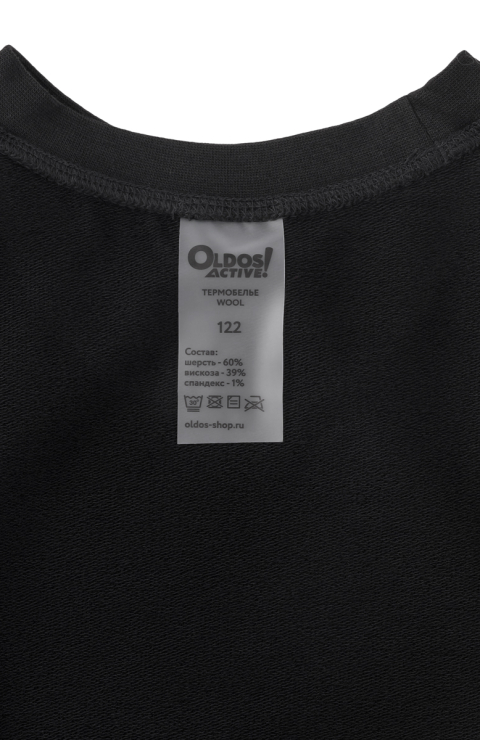 OLDOS!
ACTIVE!
ТЕРМОБЕЛЬЕ
WOOL
122
Состав:
шерсть - 60%
вискоза - 39%
спандекс - 1%
oldos-shop.ru